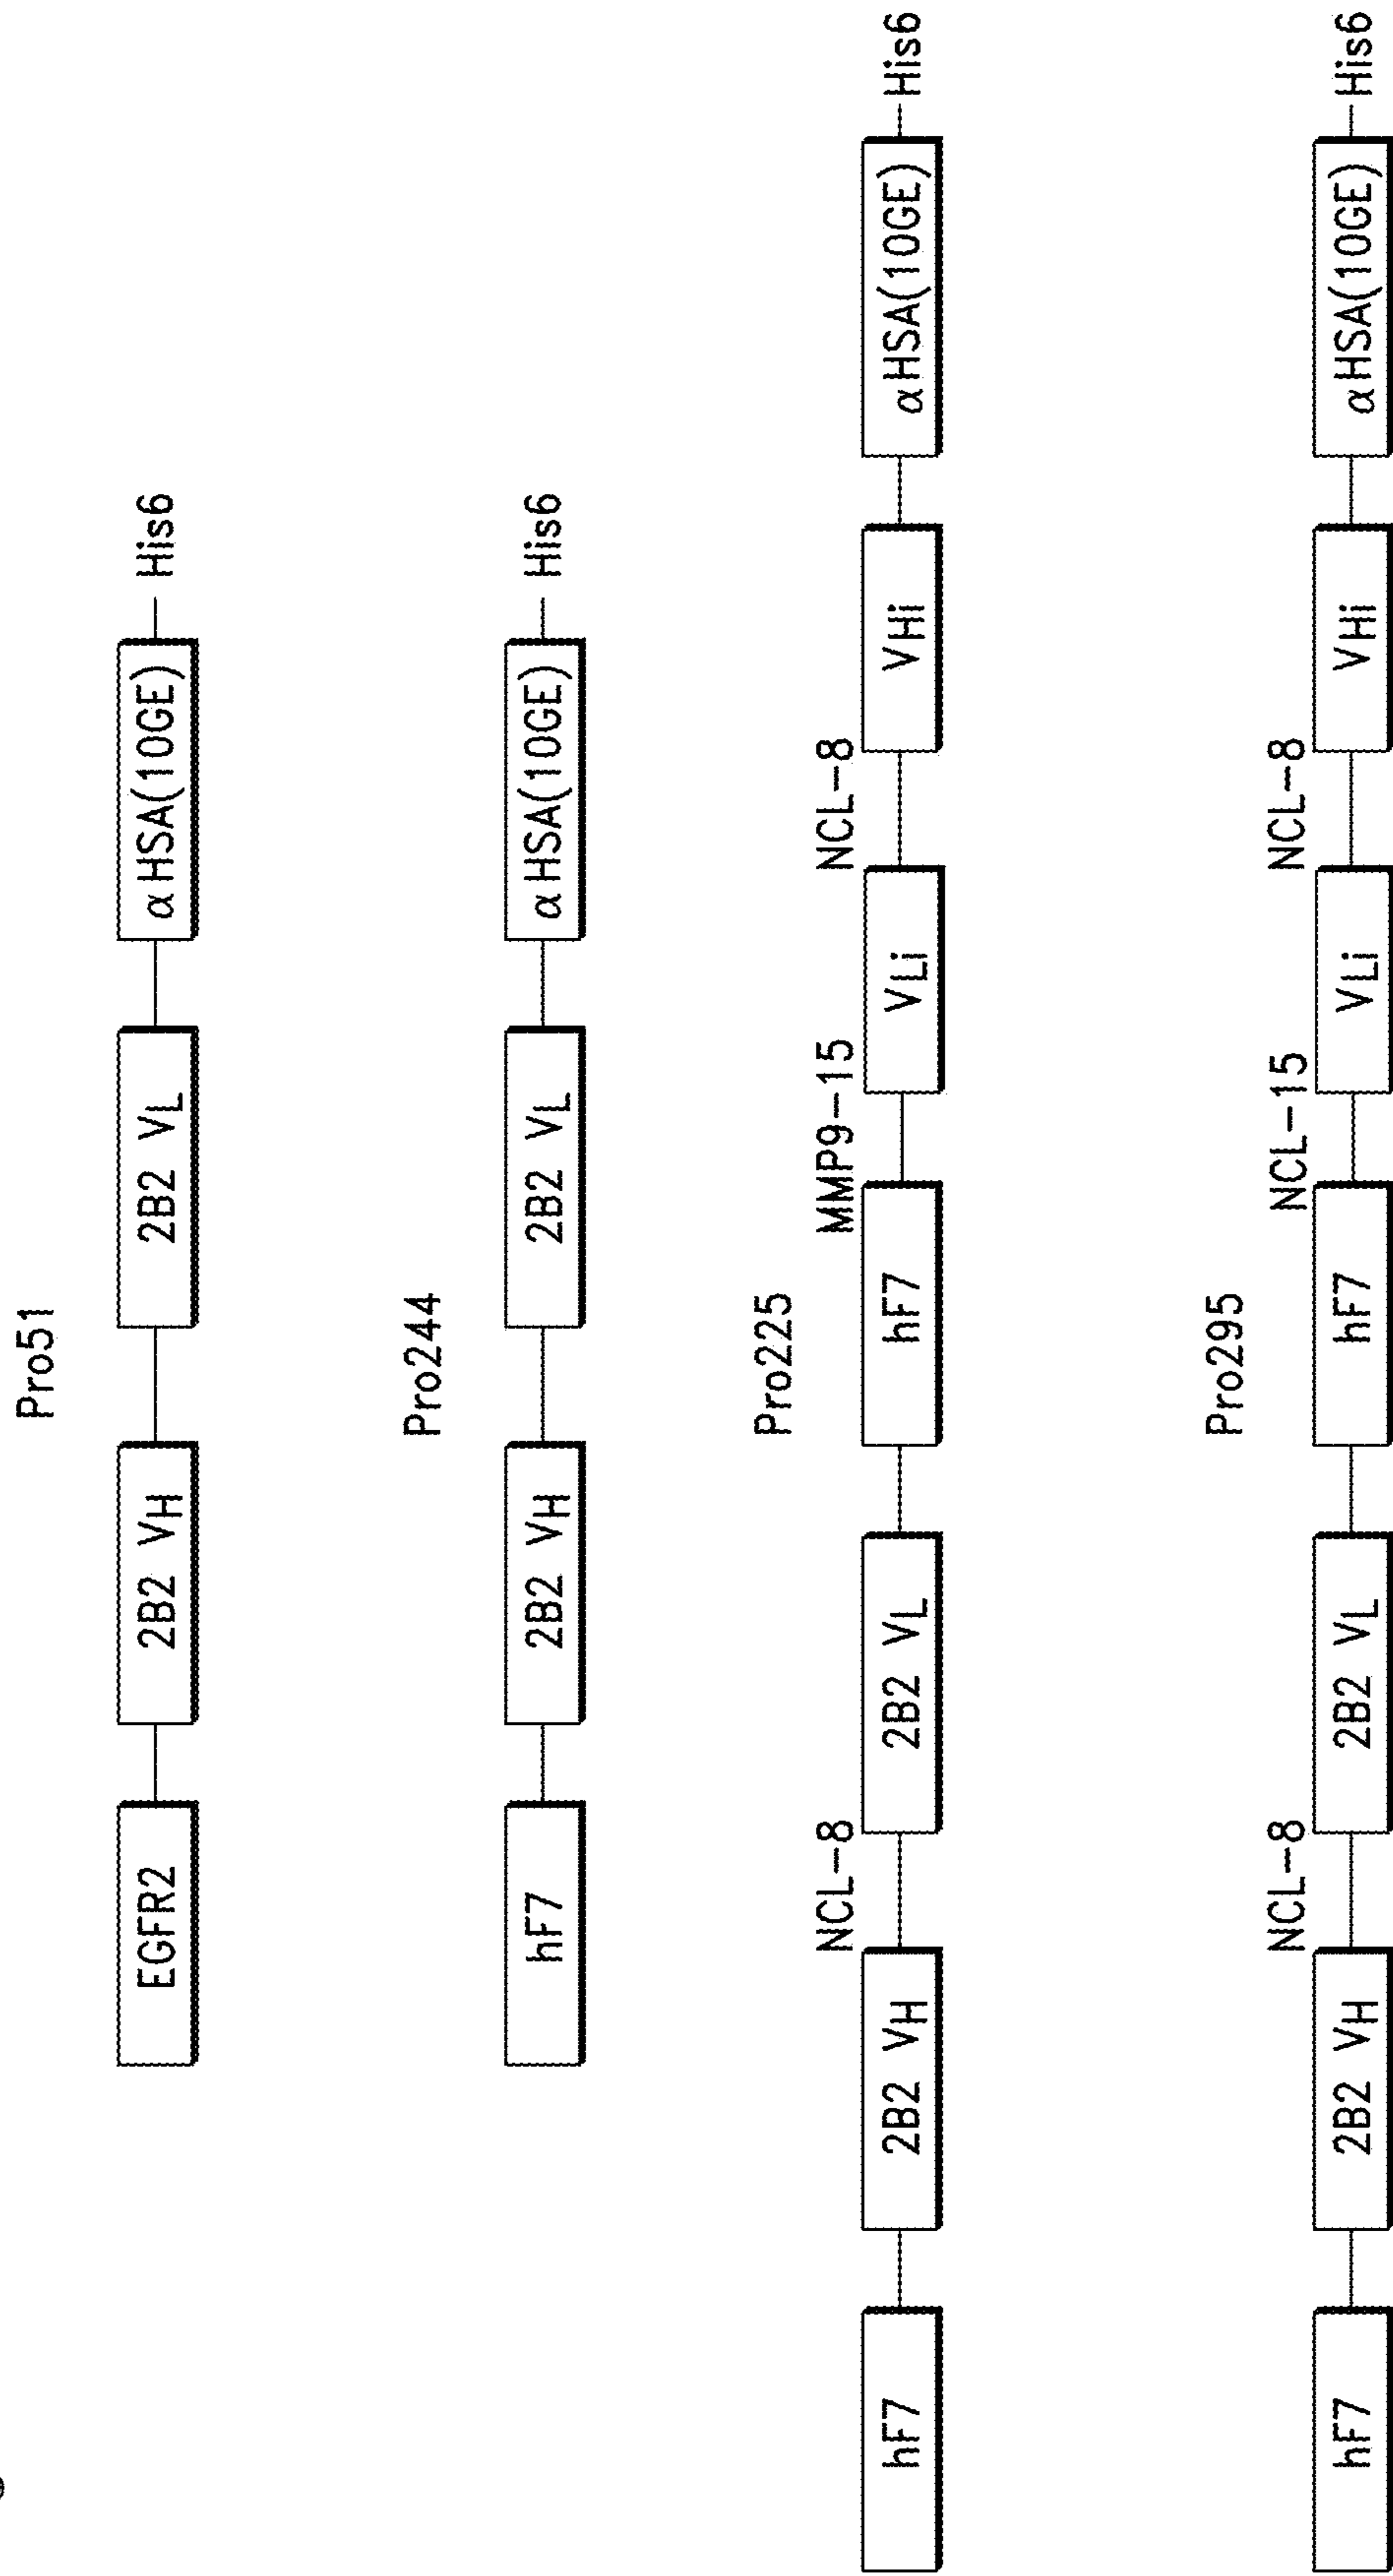 Pro51
EGFR2 2B2 VH 2B2 VL αHSA(10GE) His6
Pro244
hF7 2B2 VH 2B2 VL αHSA(10GE) His6
Pro225
NCL-8 MMP9-15 NCL-8
hF7 2B2 VH 2B2 VL hF7 VLi VHi αHSA(10GE) His6
Pro295
NCL-8 NCL-15 NCL-8
hF7 2B2 VH 2B2 VL hF7 VLi VHi αHSA(10GE) His6